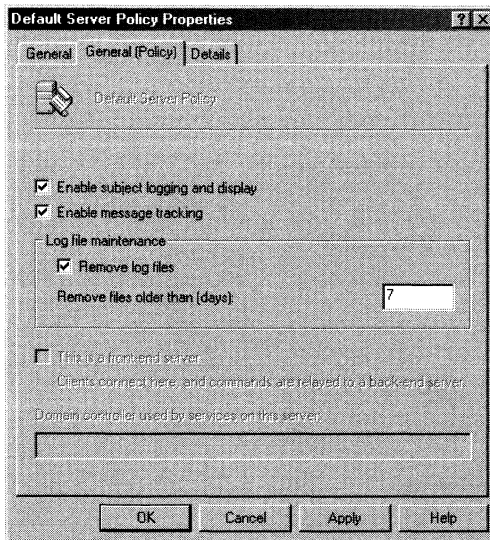 Default Server Policy Properties
General General (Policy) Details
Default Server Policy
Enable subject logging and display
Enable message tracking
Log file maintenance
Remove log files
Remove files older than (days):
7
This is a front-end server
Clients connect here, and commands are relayed to a back-end server.
Domain controller used by services on this server:
OK Cancel Apply Help